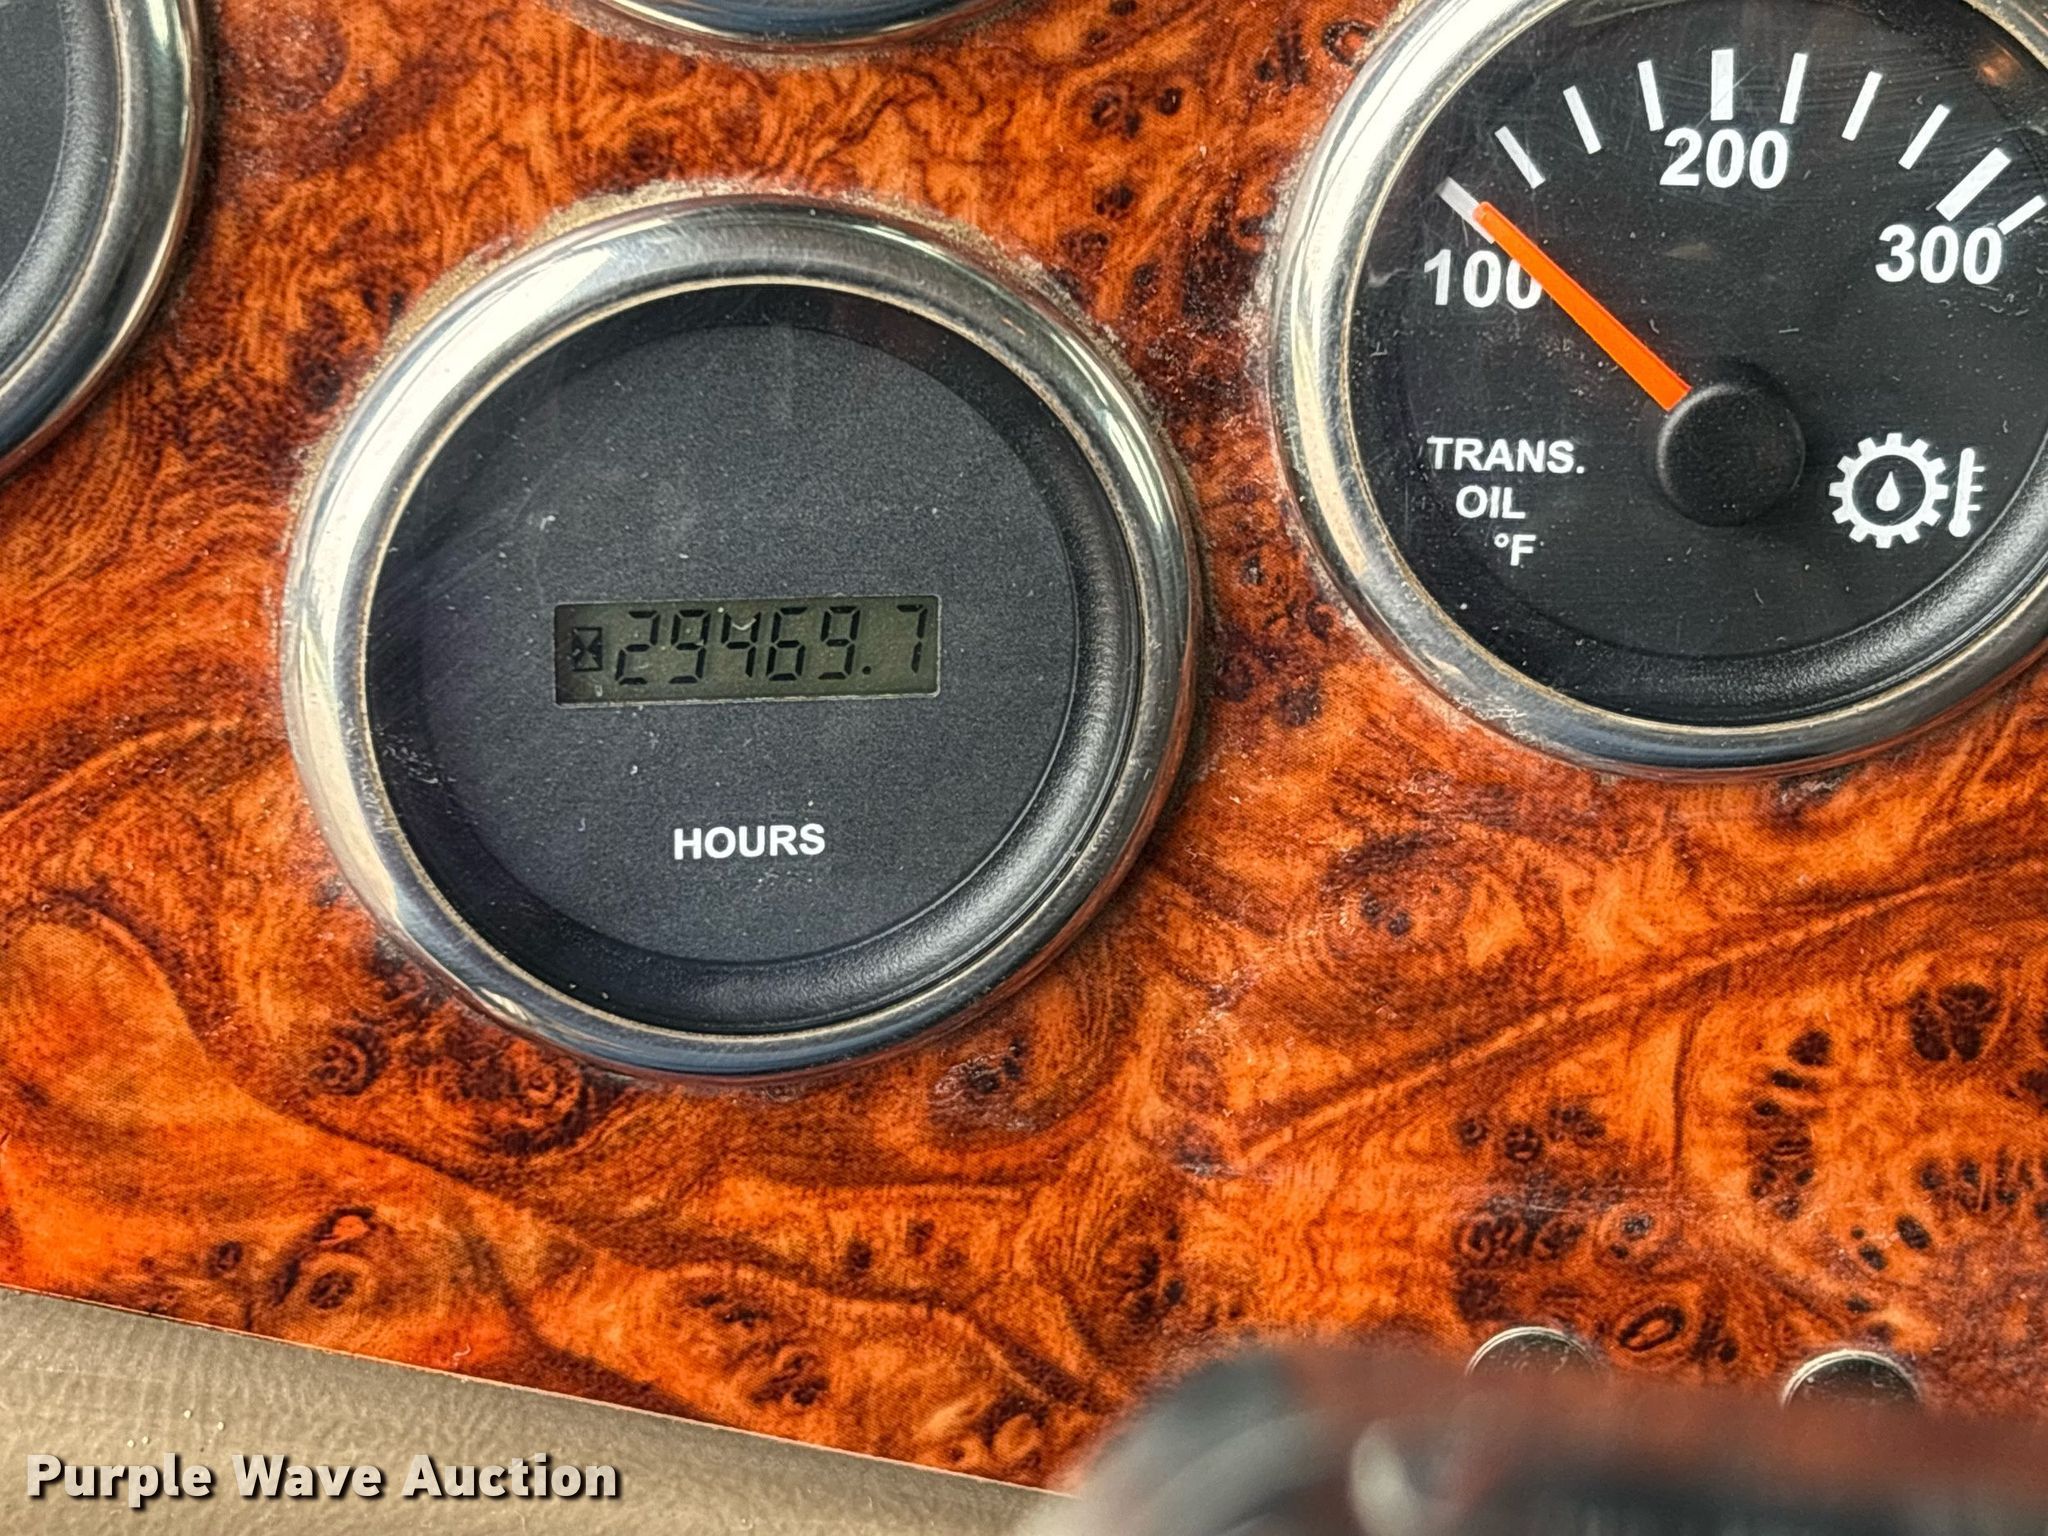 200
100
300
TRANS.
OIL
°F
29469.7
HOURS
Purple Wave Auction